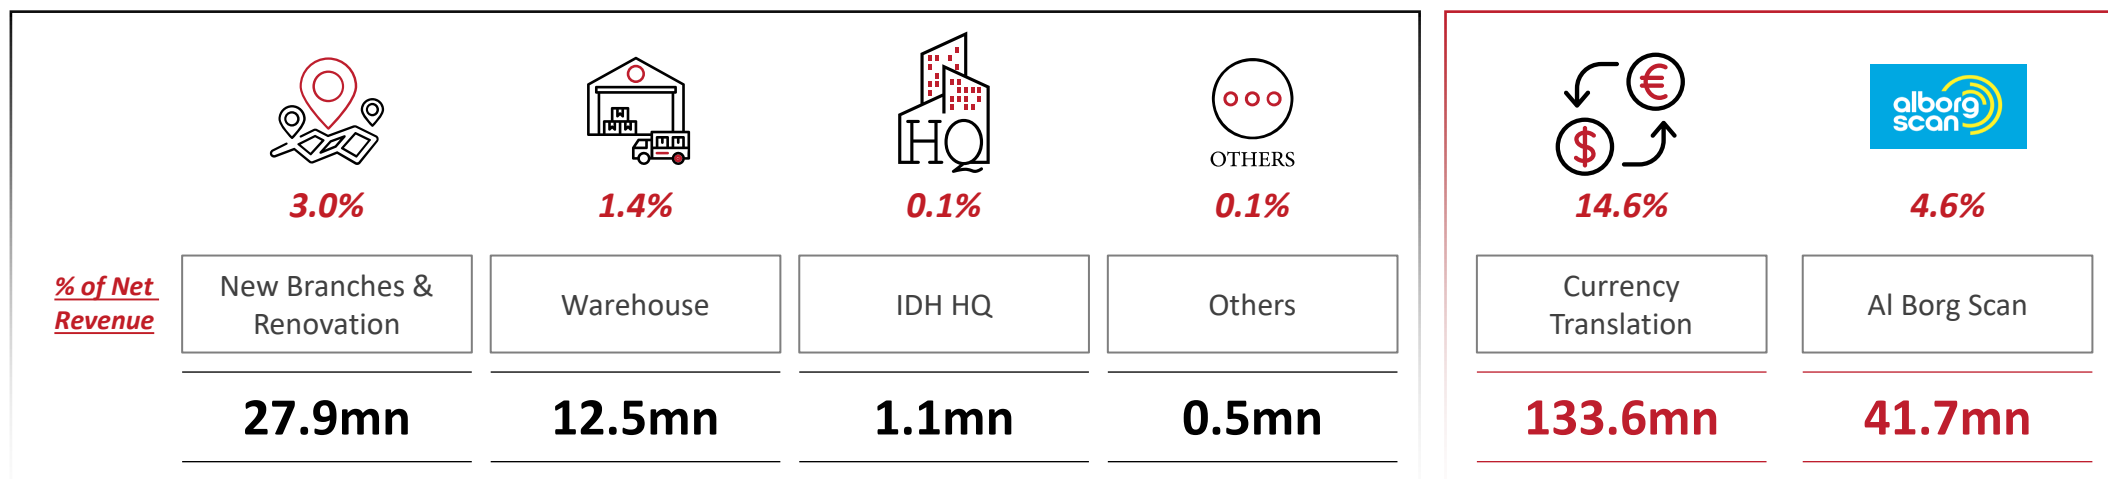 HQ
OTHERS
€
$
alborg
scan
3.0%
1.4%
0.1%
0.1%
14.6%
4.6%
% of Net
Revenue
New Branches &
Renovation
Warehouse
IDH HQ
Others
Currency
Translation
Al Borg Scan
27.9mn
12.5mn
1.1mn
0.5mn
133.6mn
41.7mn